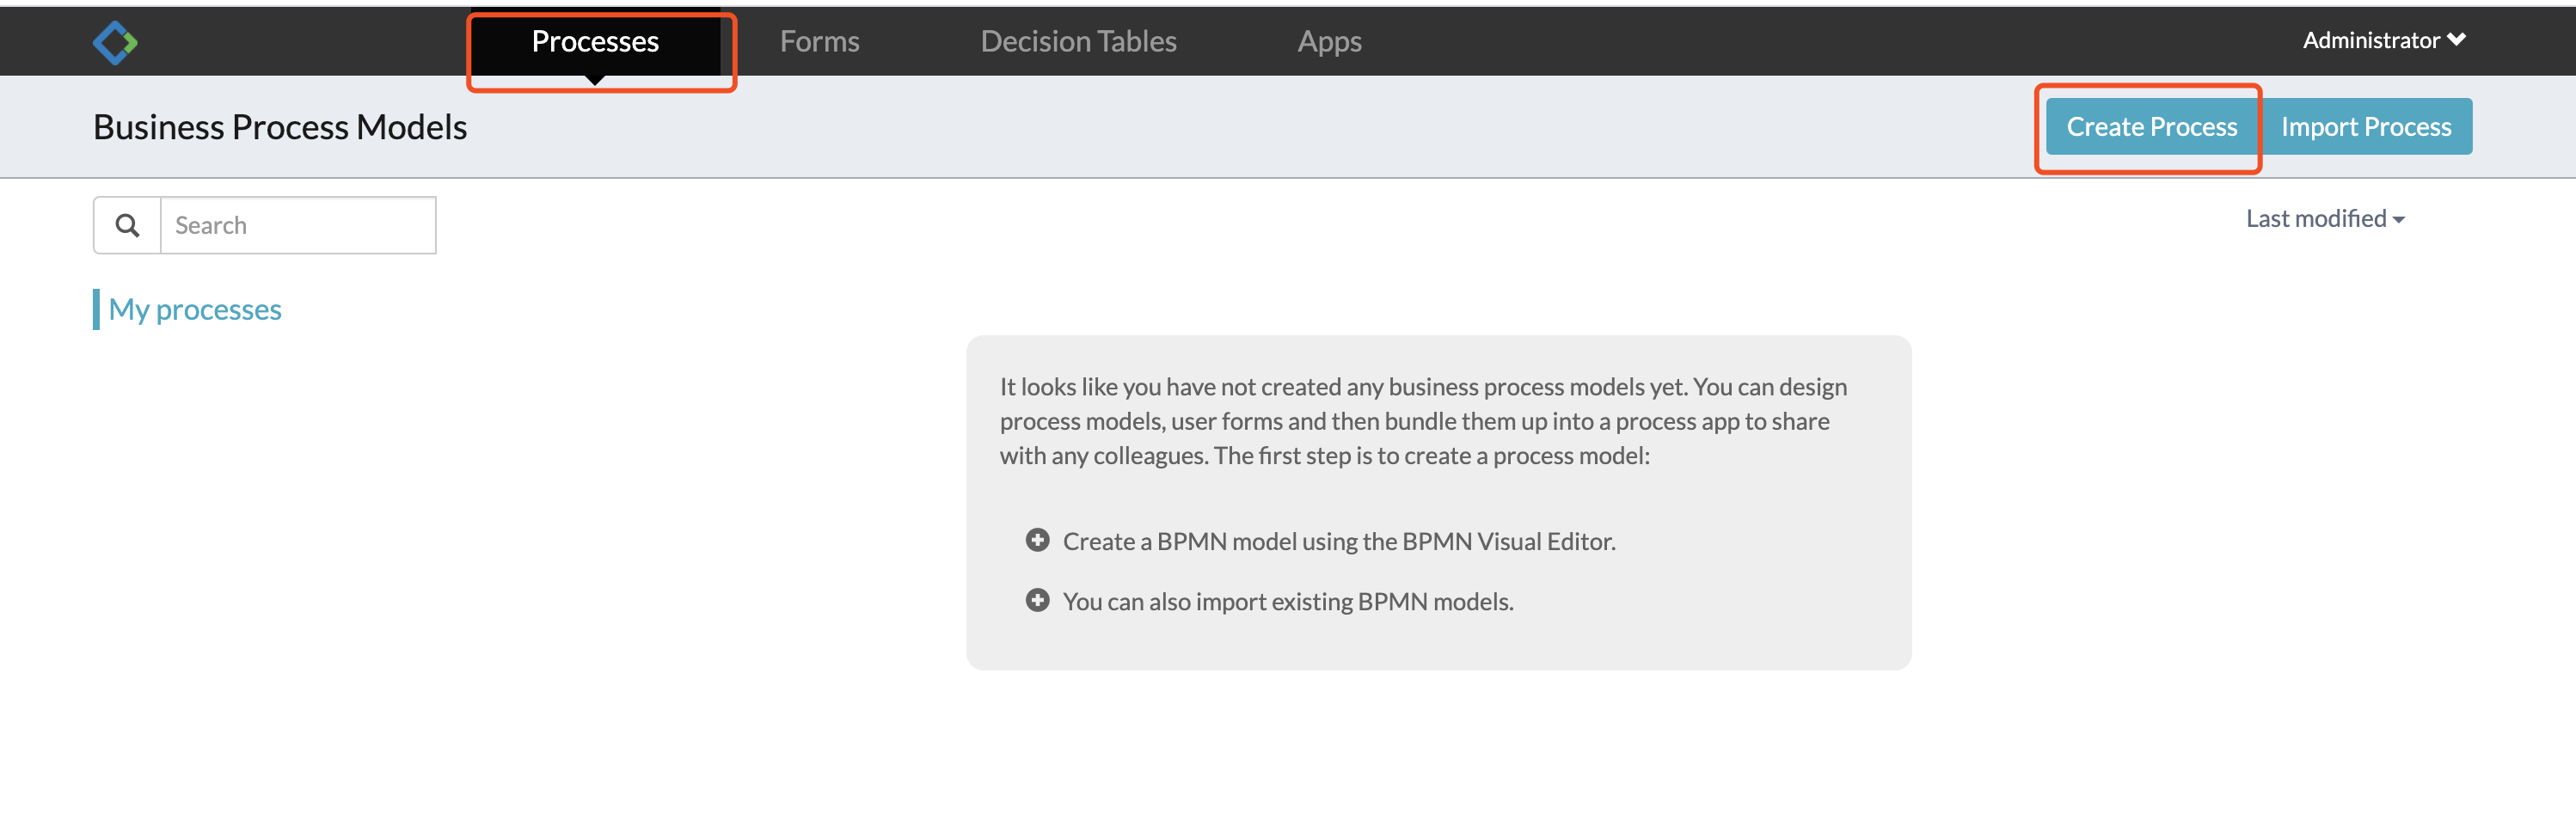 Processes
Forms
Decision Tables
Apps
Administrator
Business Process Models
Create Process
Import Process
Search
Last modified
My processes
It looks like you have not created any business process models yet. You can design
process models, user forms and then bundle them up into a process app to share
with any colleagues. The first step is to create a process model:
Create a BPMN model using the BPMN Visual Editor.
You can also import existing BPMN models.